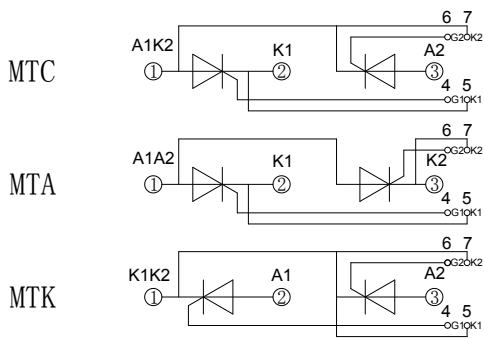 6 7
G2 K2
A1K2 K1 A2
MTC ① ② ③
4 5
G1 K1
6 7
G2 K2
A1A2 K1 K2
MTA ① ② ③
4 5
G1 K1
6 7
G2 K2
K1K2 A1 A2
MTK ① ② ③
4 5
G1 K1